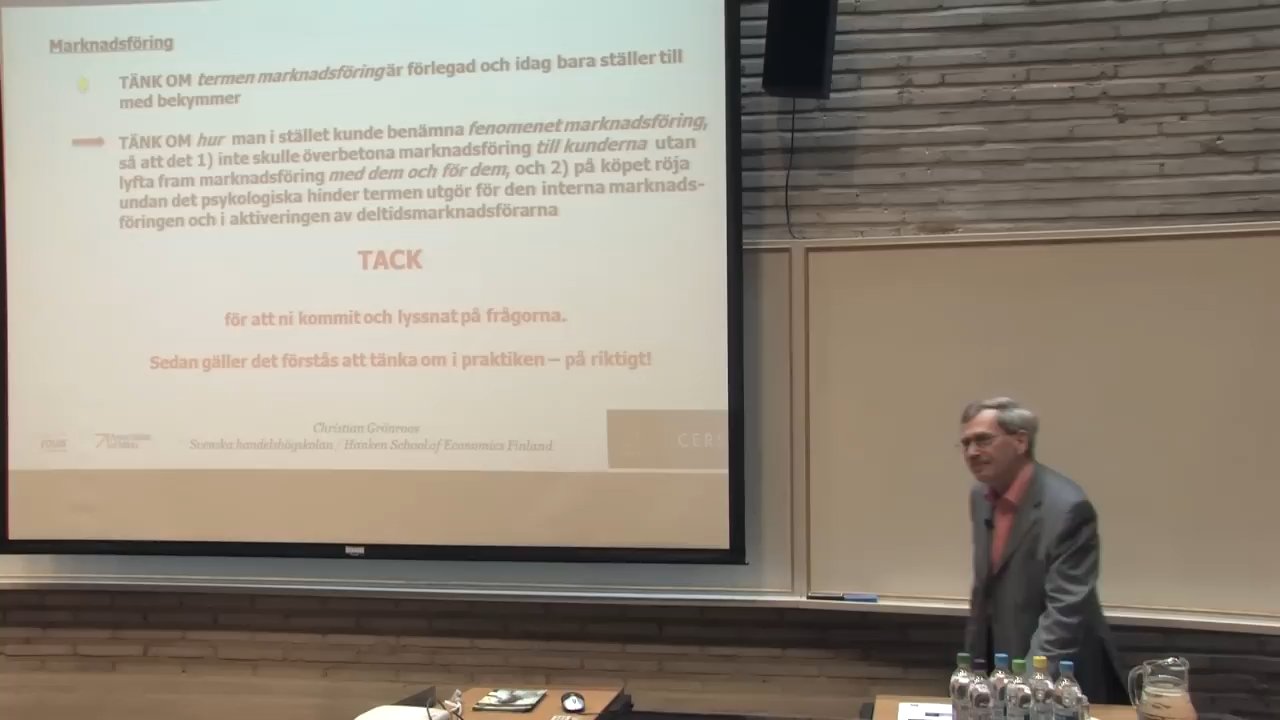 Marknadsföring
TÄNK OM termen marknadsföring är förlegad och idag bara ställer till
med bekymmer
TÄNK OM hur man i stället kunde benämna fenomenet marknadsföring,
så att det 1) inte skulle överbetona marknadsföring till kunderna utan
lyfta fram marknadsföring med dem och för dem, och 2) på köpet röja
undan det psykologiska hinder termen utgör för den interna marknads-
föringen och i aktiveringen av deltidsmarknadsförarna
TACK
för att ni kommit och lyssnat på frågorna.
Sedan gäller det förstås att tänka om i praktiken – på riktigt!
Christian Grönroos
Svenska handelshögskolan / Hanken School of Economics Finland
EQUIS
CER